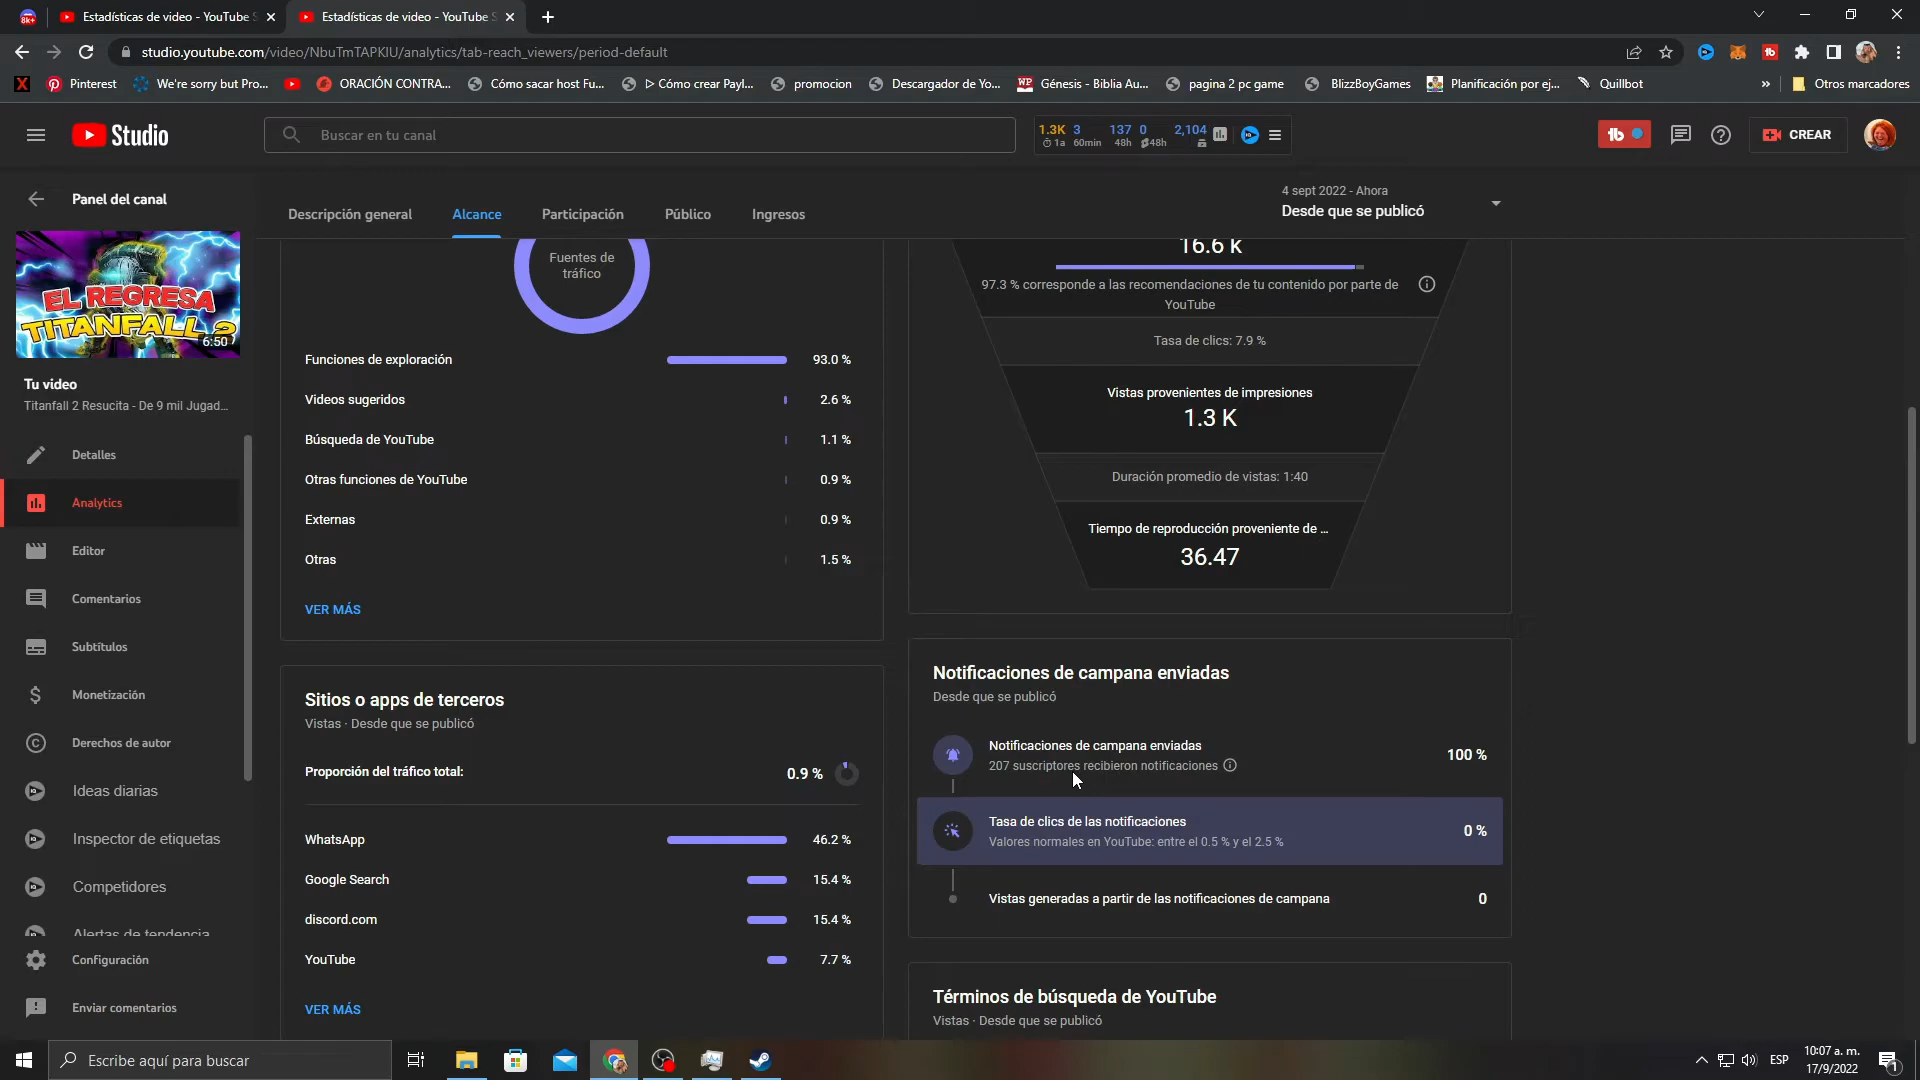 8k+
Estadísticas de video - YouTube S
Estadísticas de video - YouTube S
studio.youtube.com/video/NbuTmTAPKIU/analytics/tab-reach_viewers/period-default
Pinterest
We're sorry but Pro...
ORACIÓN CONTRA...
Cómo sacar host Fu...
▷ Cómo crear Payl...
promocion
Descargador de Yo...
Génesis - Biblia Au...
pagina 2 pc game
BlizzBoyGames
Planificación por ej...
Quillbot
»
Otros marcadores
Studio
Buscar en tu canal
1.3K 3 137 0 2,104
1a 60min 48h 48h
CREAR
Panel del canal
EL REGRESA
TITANFALL 2
6:50
Tu video
Titanfall 2 Resucita - De 9 mil Jugad...
Detalles
Analytics
Editor
Comentarios
Subtítulos
Monetización
Derechos de autor
Ideas diarias
Inspector de etiquetas
Competidores
Alertas de tendencia
Configuración
Enviar comentarios
Descripción general
Alcance
Participación
Público
Ingresos
4 sept 2022 - Ahora
Desde que se publicó
Fuentes de
tráfico
Funciones de exploración 93.0 %
Videos sugeridos 2.6 %
Búsqueda de YouTube 1.1 %
Otras funciones de YouTube 0.9 %
Externas 0.9 %
Otras 1.5 %
VER MÁS
Sitios o apps de terceros
Vistas · Desde que se publicó
Proporción del tráfico total: 0.9 %
WhatsApp 46.2 %
Google Search 15.4 %
discord.com 15.4 %
YouTube 7.7 %
VER MÁS
16.6 K
97.3 % corresponde a las recomendaciones de tu contenido por parte de
YouTube
Tasa de clics: 7.9 %
Vistas provenientes de impresiones
1.3 K
Duración promedio de vistas: 1:40
Tiempo de reproducción proveniente de ...
36.47
Notificaciones de campana enviadas
Desde que se publicó
Notificaciones de campana enviadas
207 suscriptores recibieron notificaciones
100 %
Tasa de clics de las notificaciones
Valores normales en YouTube: entre el 0.5 % y el 2.5 %
0 %
Vistas generadas a partir de las notificaciones de campana 0
Términos de búsqueda de YouTube
Vistas · Desde que se publicó
Escribe aquí para buscar
ESP
10:07 a. m.
17/9/2022
1